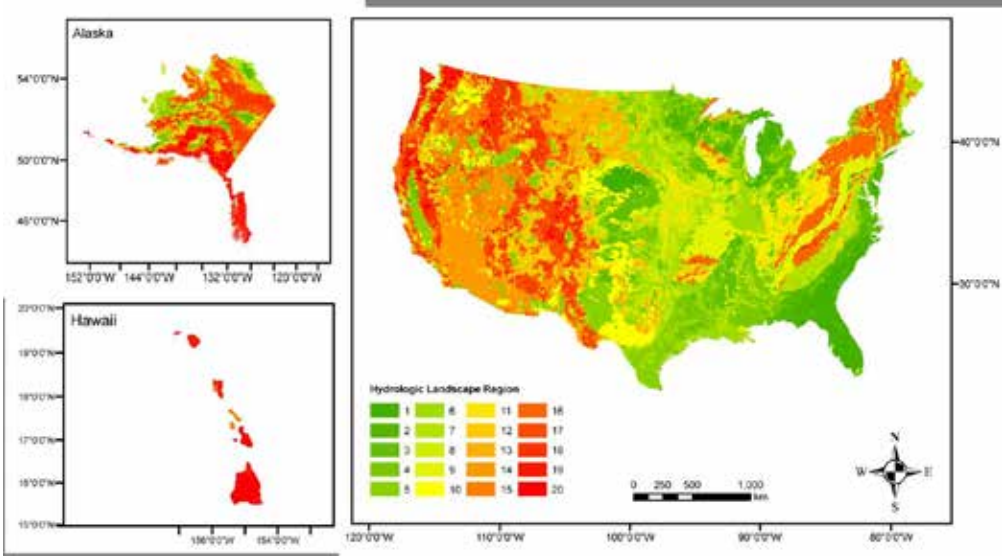 Alaska
54°0'0"N
50°0'0"N
46°0'0"N
152°0'0"W 144°0'0"W 132°0'0"W 120°0'0"W
20°0'0"N
Hawaii
19°0'0"N
18°0'0"N
17°0'0"N
16°0'0"N
15°0'0"N
156°0'0"W 154°0'0"W
40°0'0"N
30°0'0"N
Hydrologic Landscape Region
1 6 11 16
2 7 12 17
3 8 13 18
4 9 14 19
5 10 15 20
N
W E
S
0 250 500 1,000
km
120°0'0"W 110°0'0"W 100°0'0"W 90°0'0"W 80°0'0"W